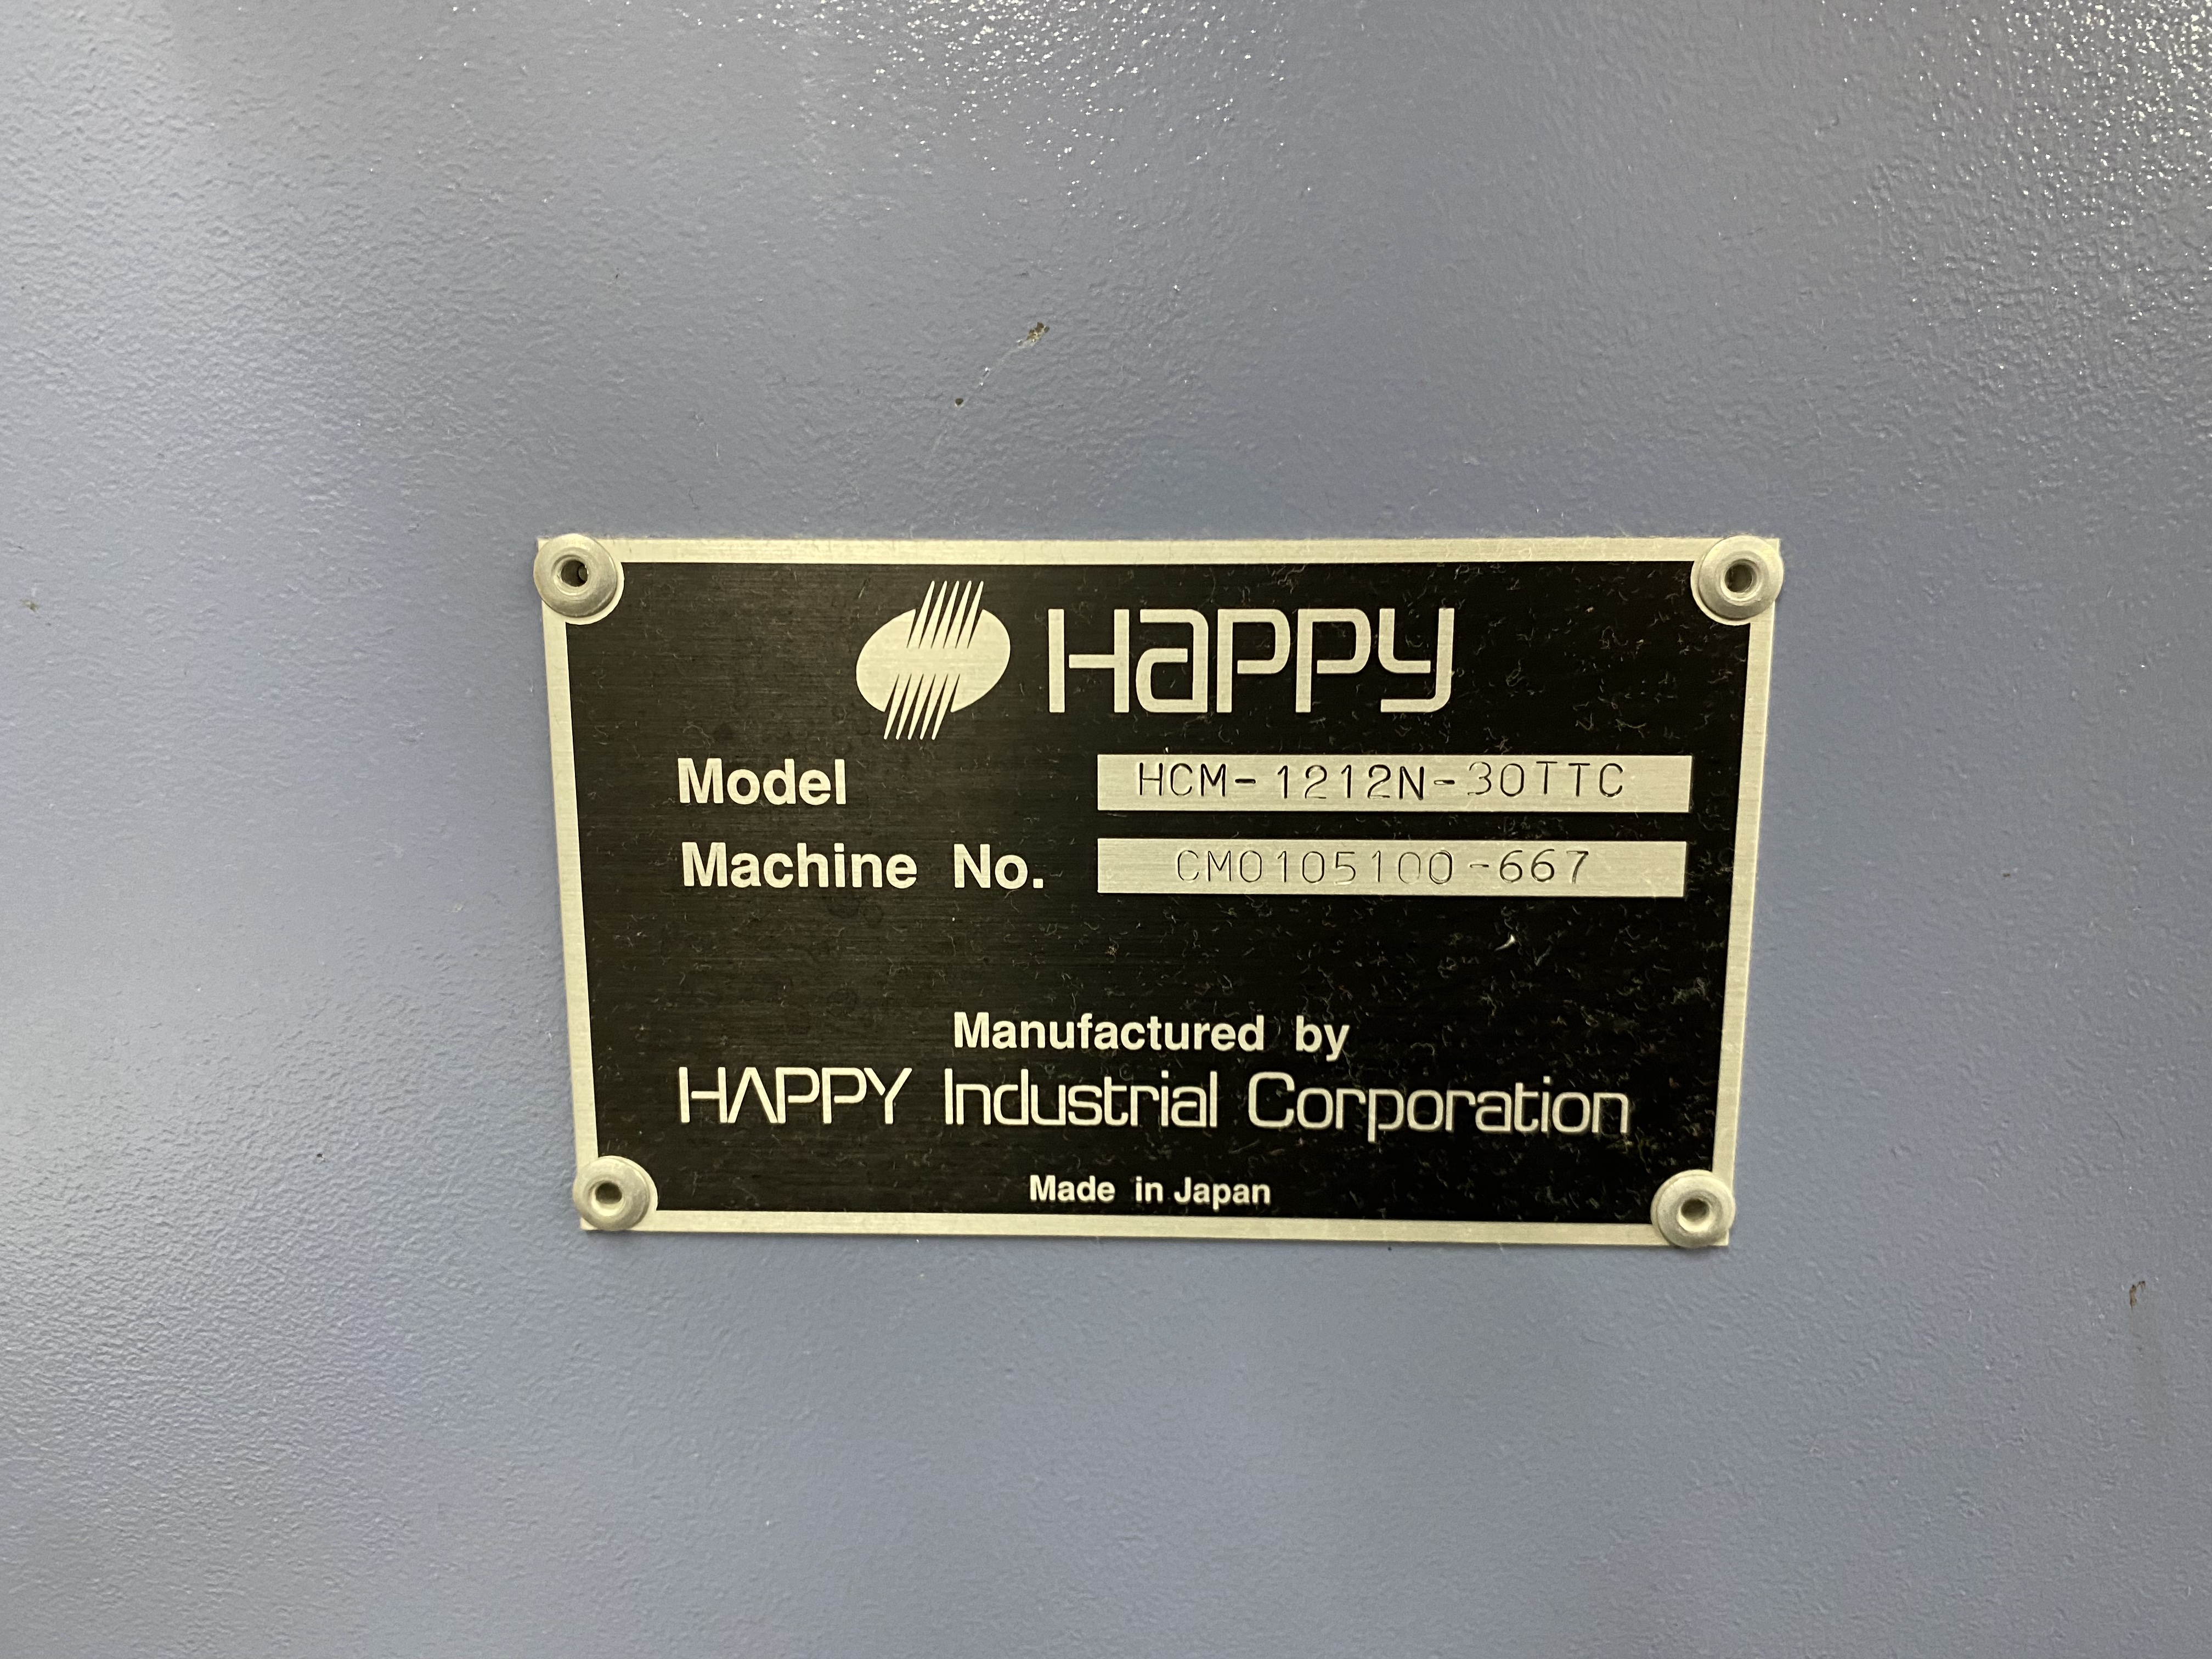 Happy
Model HCM-1212N-30TTC
Machine No. CM0105100-667
Manufactured by
HAPPY Industrial Corporation
Made in Japan